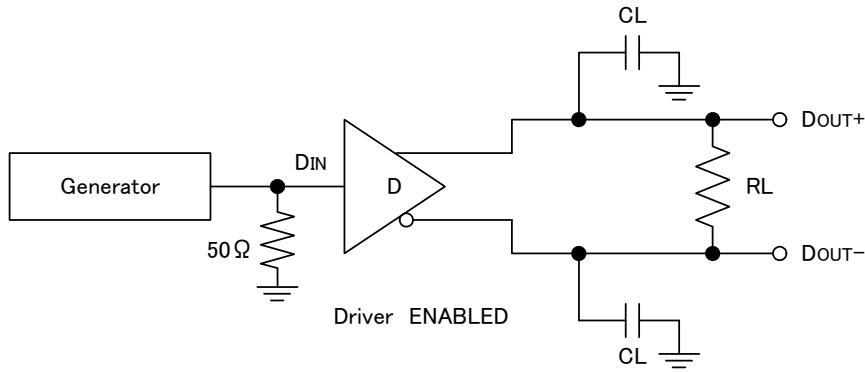 CL
DOUT+
DIN
Generator
D
RL
50Ω
DOUT-
Driver ENABLED
CL